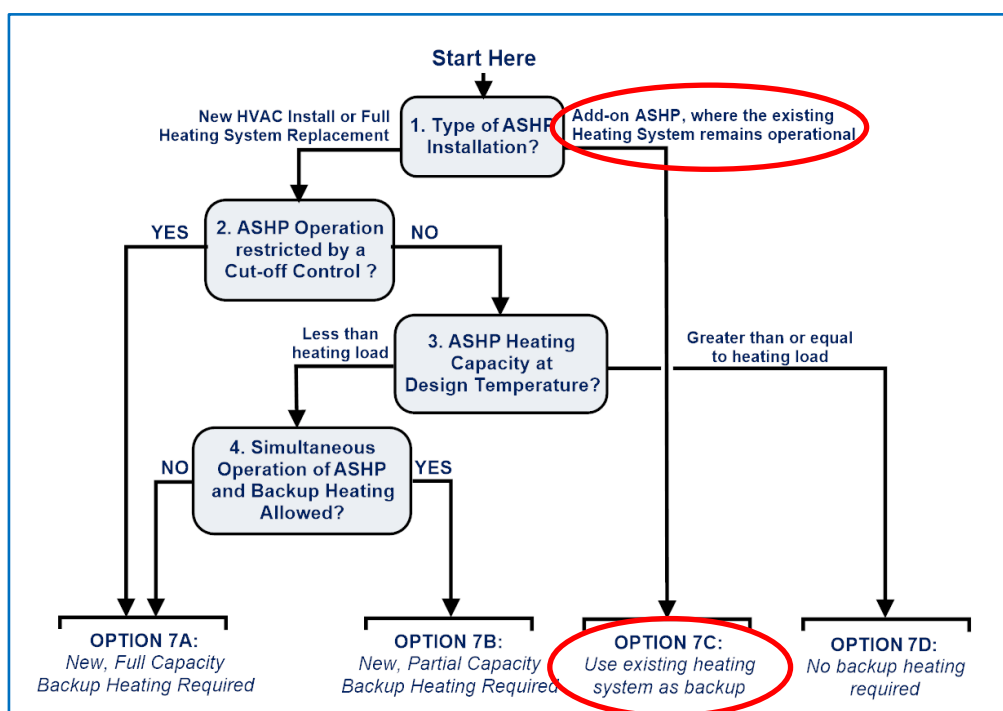 Start Here
New HVAC Install or Full
Heating System Replacement
1. Type of ASHP
Installation?
Add-on ASHP, where the existing
Heating System remains operational
YES
2. ASHP Operation
restricted by a
Cut-off Control ?
NO
Less than
heating load
3. ASHP Heating
Capacity at
Design Temperature?
Greater than or equal
to heating load
NO
4. Simultaneous
Operation of ASHP
and Backup Heating
Allowed?
YES
OPTION 7A:
New, Full Capacity
Backup Heating Required
OPTION 7B:
New, Partial Capacity
Backup Heating Required
OPTION 7C:
Use existing heating
system as backup
OPTION 7D:
No backup heating
required